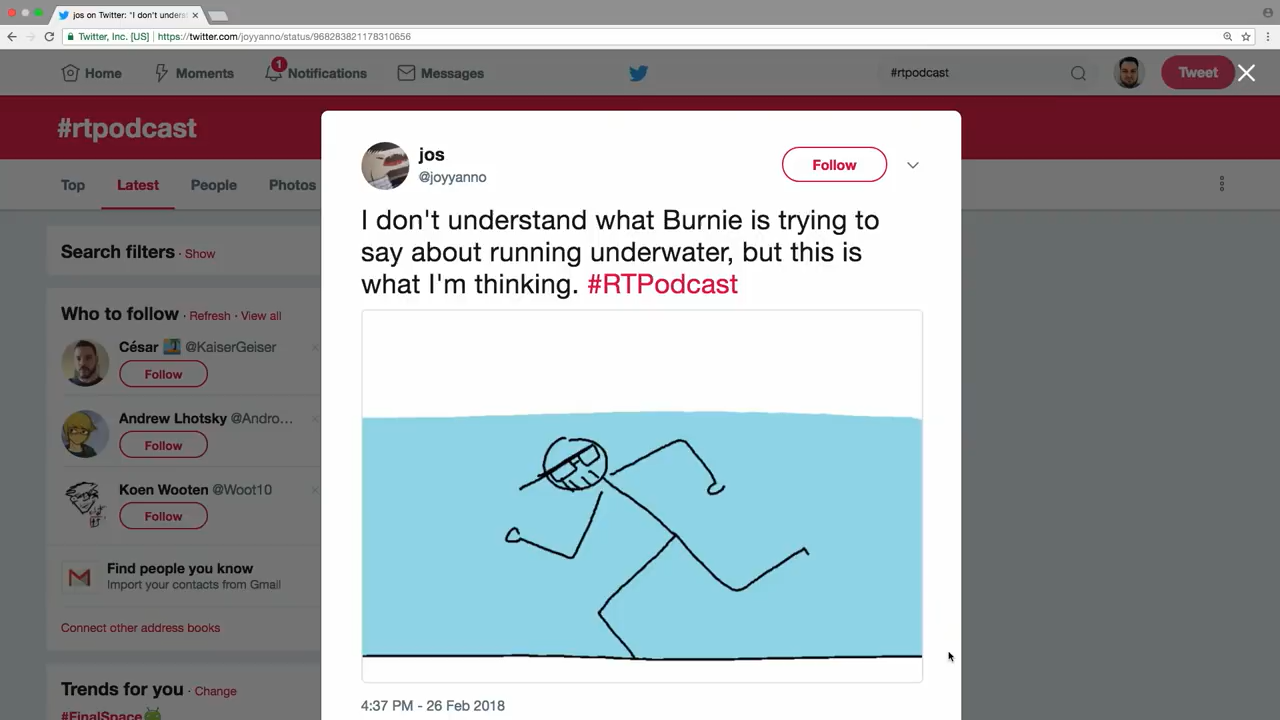 jos on Twitter: "I don't unders
Twitter, Inc. [US]
https://twitter.com/joyyanno/status/968283821178310656
Home
Moments
1
Notifications
Messages
#rtpodcast
Tweet
#rtpodcast
Top
Latest
People
Photos
Search filters · Show
Who to follow · Refresh · View all
César @KaiserGeiser
Follow
Andrew Lhotsky @Andro...
Follow
Koen Wooten @Woot10
Follow
Find people you know
Import your contacts from Gmail
Connect other address books
Trends for you · Change
#FinalSpace
jos
@joyyanno
Follow
I don't understand what Burnie is trying to
say about running underwater, but this is
what I'm thinking. #RTPodcast
4:37 PM - 26 Feb 2018